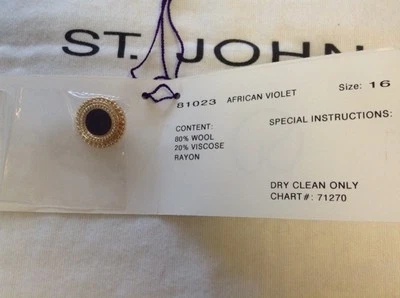 ST. JOHN
81023 AFRICAN VIOLET Size: 16
CONTENT: SPECIAL INSTRUCTIONS:
80% WOOL
20% VISCOSE
RAYON
DRY CLEAN ONLY
CHART#: 71270